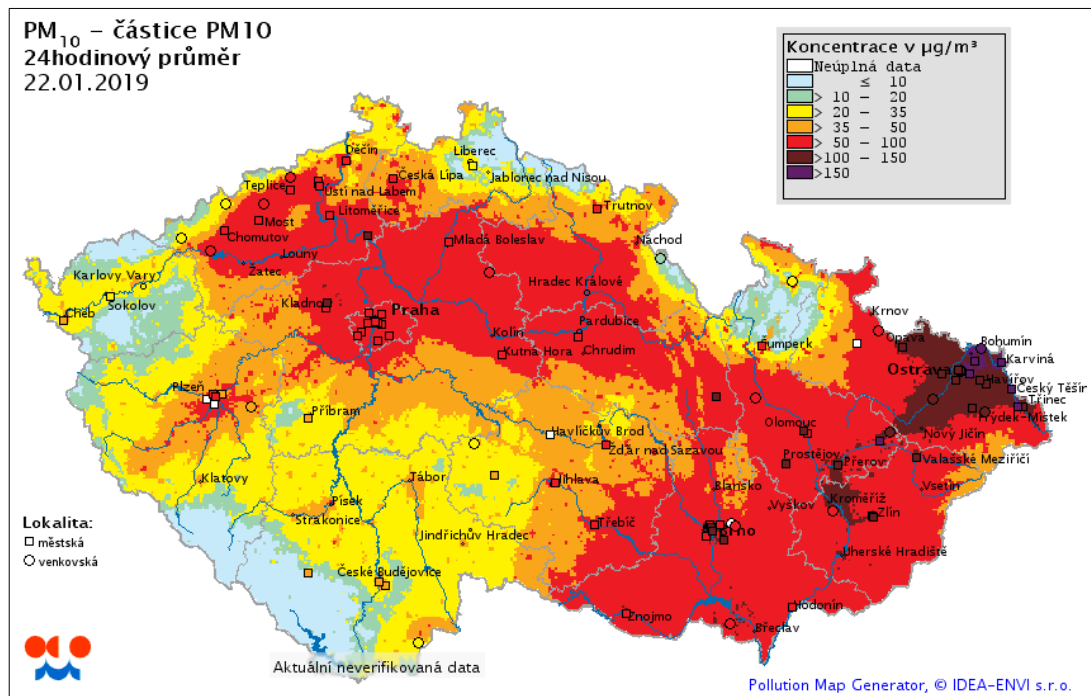 PM10 – částice PM10
24hodinový průměr
22.01.2019
Koncentrace v µg/m³
Neúplná data
≤ 10
> 10 – 20
> 20 – 35
> 35 – 50
> 50 – 100
>100 – 150
>150
Děčín
Liberec
Jablonec nad Nisou
Teplice
Ústí nad Labem
Česká Lípa
Litoměřice
Trutnov
Most
Chomutov
Mladá Boleslav
Náchod
Louny
Žatec
Karlovy Vary
Sokolov
Cheb
Kladno
Praha
Hradec Králové
Kolín
Pardubice
Kutná Hora
Chrudim
Šumperk
Krnov
Opava
Bohumín
Karviná
Ostrava
Havířov
Český Těšín
Třinec
Frýdek-Místek
Plzeň
Příbram
Havlíčkův Brod
Žďár nad Sázavou
Olomouc
Nový Jičín
Prostějov
Přerov
Valašské Meziříčí
Klatovy
Tábor
Jihlava
Blansko
Vsetín
Písek
Strakonice
Třebíč
Vyškov
Kroměříž
Zlín
Jindřichův Hradec
Brno
Uherské Hradiště
České Budějovice
Znojmo
Hodonín
Břeclav
Lokalita:
městská
venkovská
Aktuální neverifikovaná data
Pollution Map Generator, © IDEA-ENVI s.r.o.